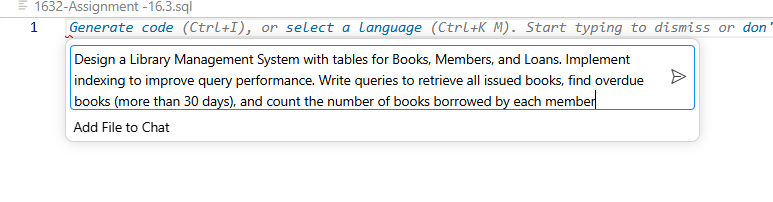 1632-Assignment -16.3.sql
1 Generate code (Ctrl+I), or select a language (Ctrl+K M). Start typing to dismiss or don'
Design a Library Management System with tables for Books, Members, and Loans. Implement
indexing to improve query performance. Write queries to retrieve all issued books, find overdue
books (more than 30 days), and count the number of books borrowed by each member
Add File to Chat